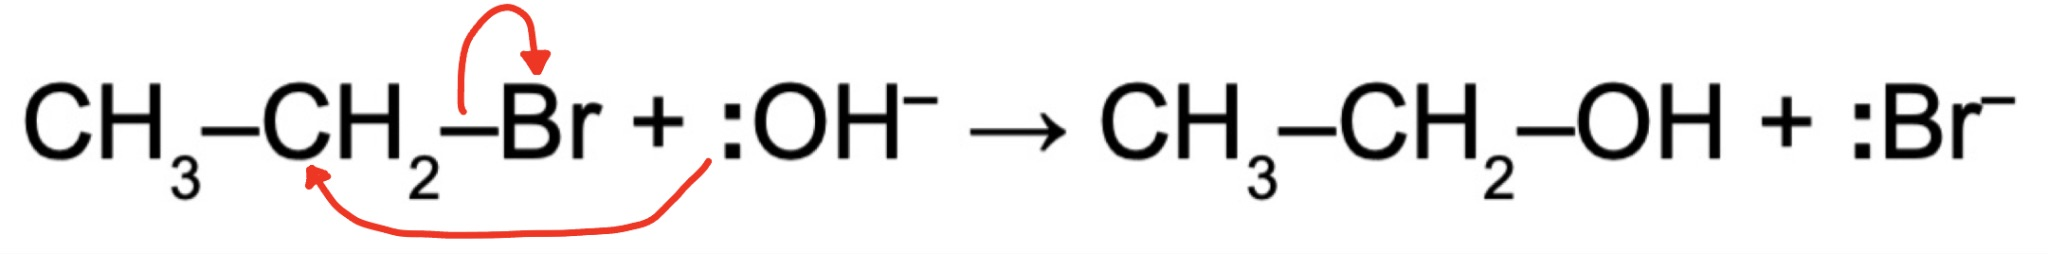 CH₃–CH₂–Br + :OH⁻ → CH₃–CH₂–OH + :Br⁻